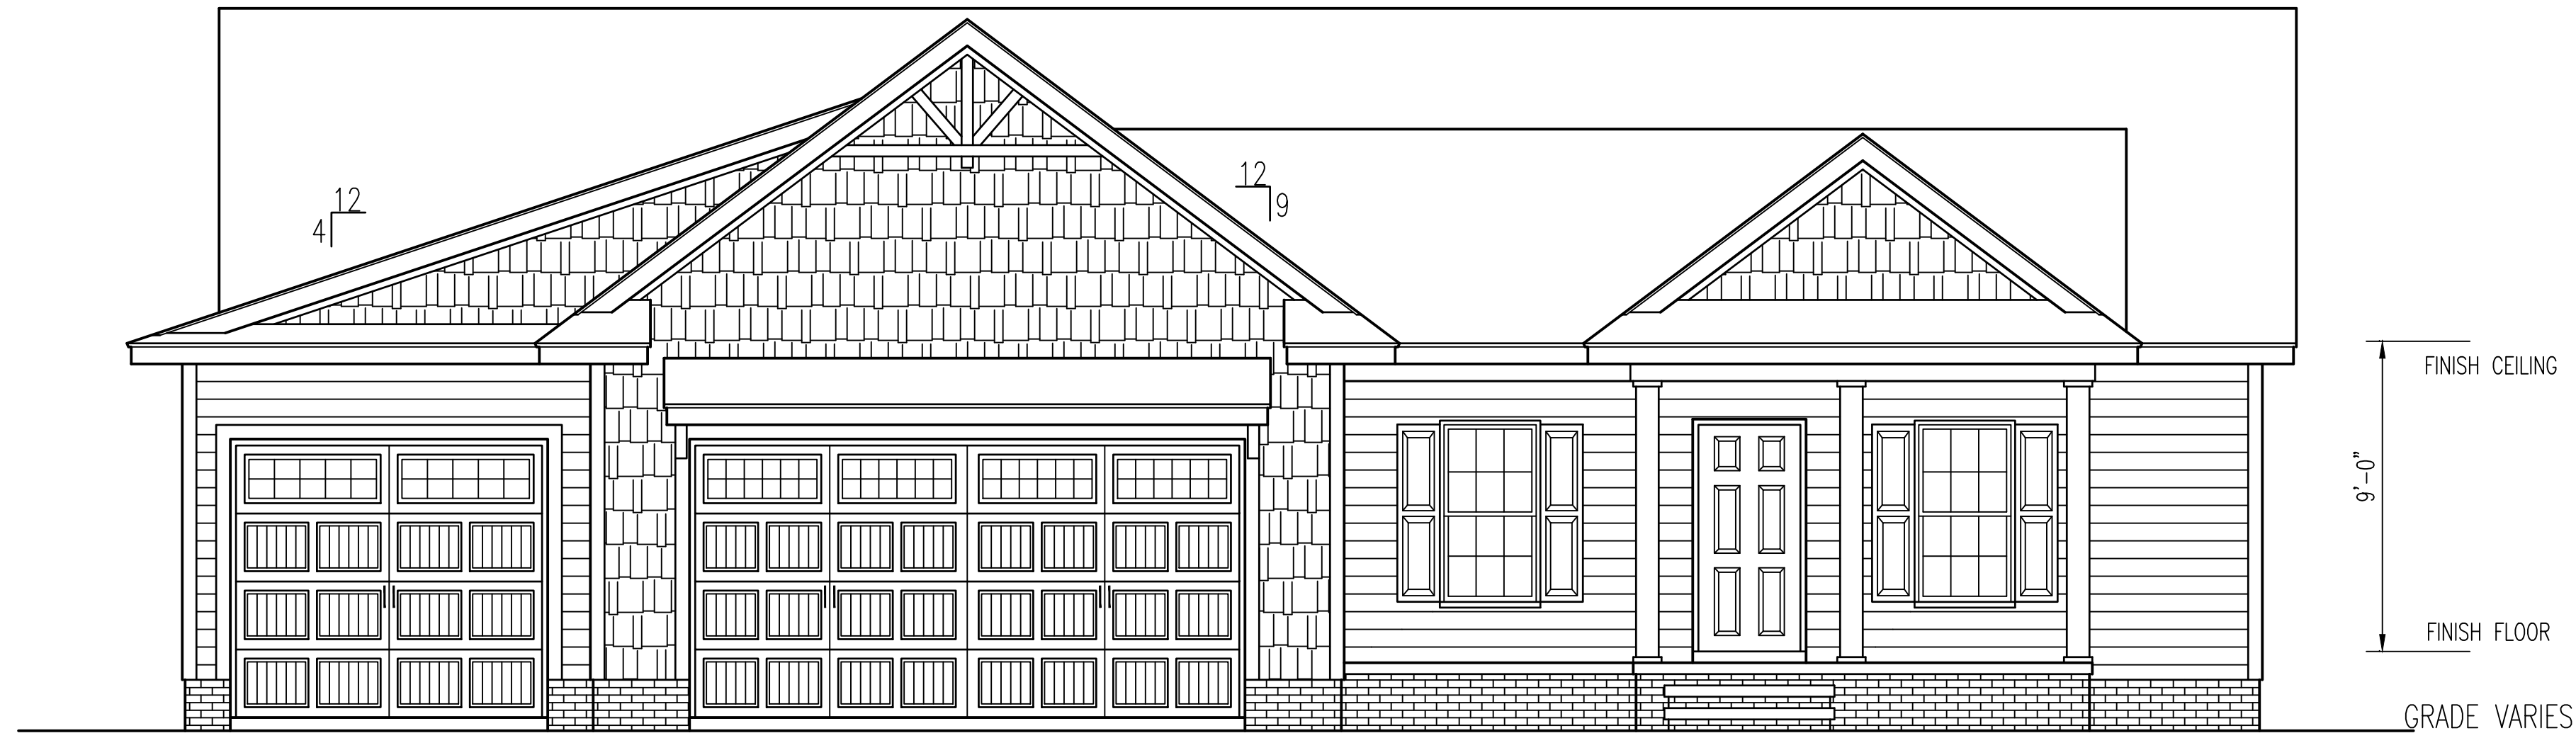 12
4
12
9
FINISH CEILING
9'-0"
FINISH FLOOR
GRADE VARIES